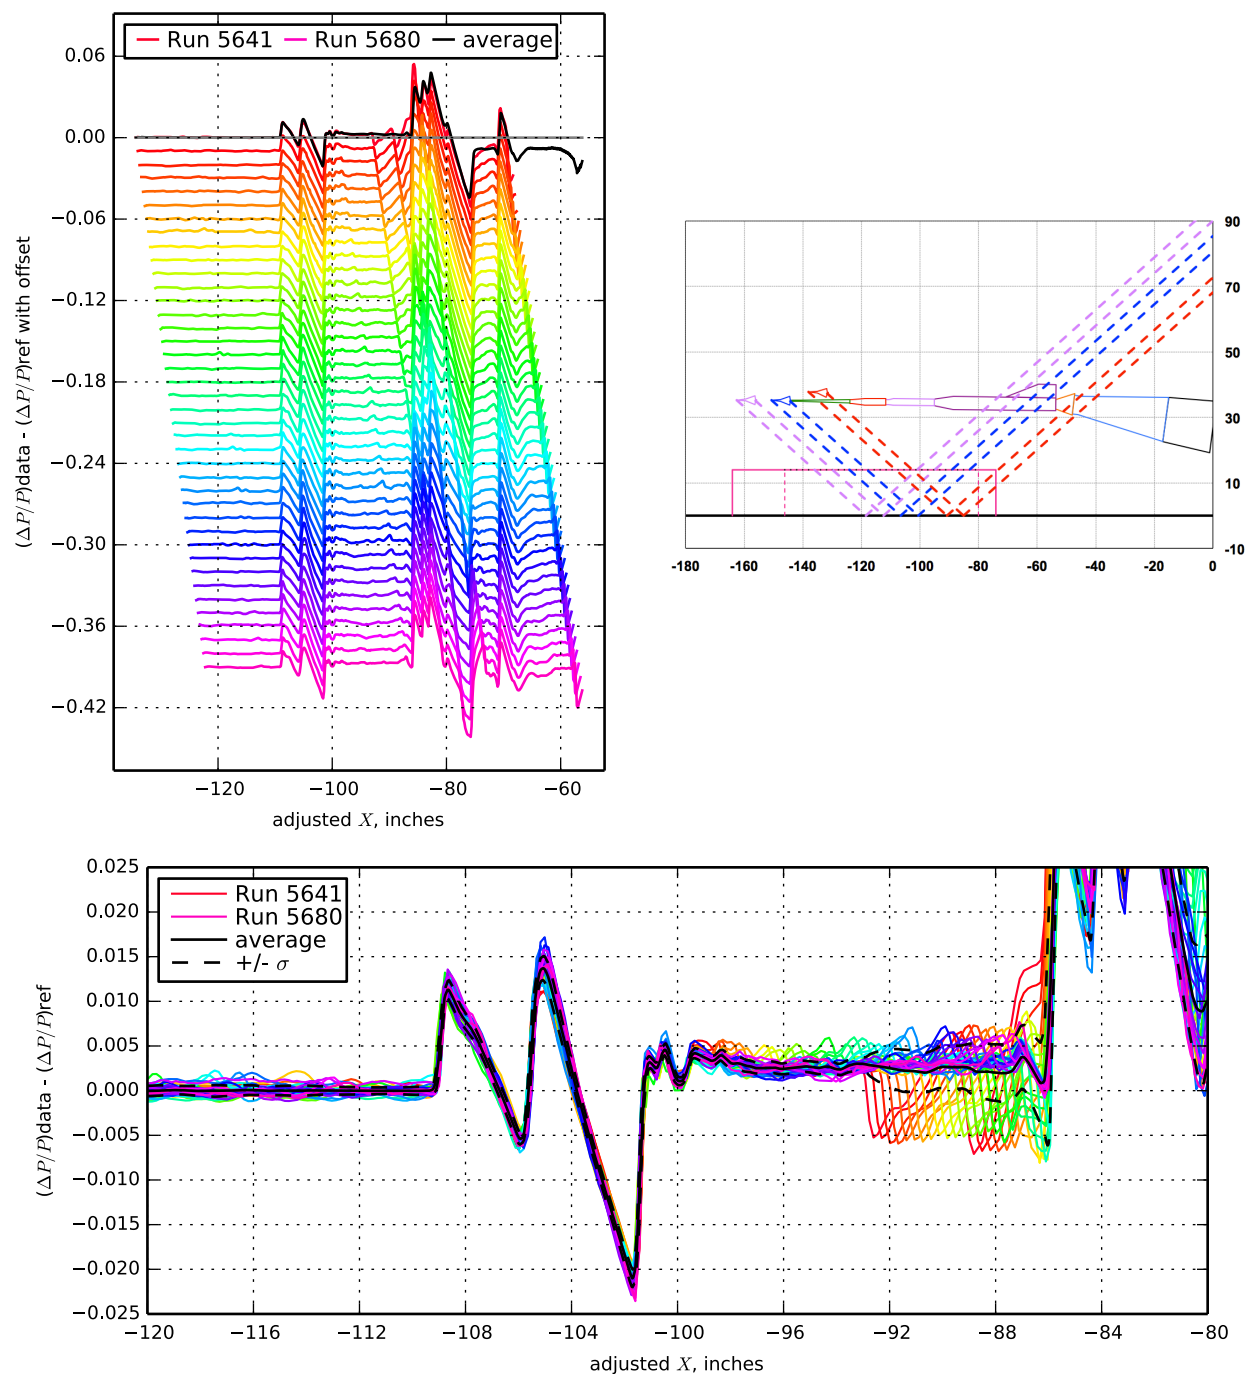 Run 5641 Run 5680 average
0.06
0.00
−0.06
−0.12
−0.18
−0.24
−0.30
−0.36
−0.42
(ΔP/P)data - (ΔP/P)ref with offset
−120 −100 −80 −60
adjusted X, inches
90
70
50
30
10
-10
-180 -160 -140 -120 -100 -80 -60 -40 -20 0
0.025
0.020
0.015
0.010
0.005
0.000
−0.005
−0.010
−0.015
−0.020
−0.025
(ΔP/P)data - (ΔP/P)ref
Run 5641
Run 5680
average
+/- σ
−120 −116 −112 −108 −104 −100 −96 −92 −88 −84 −80
adjusted X, inches